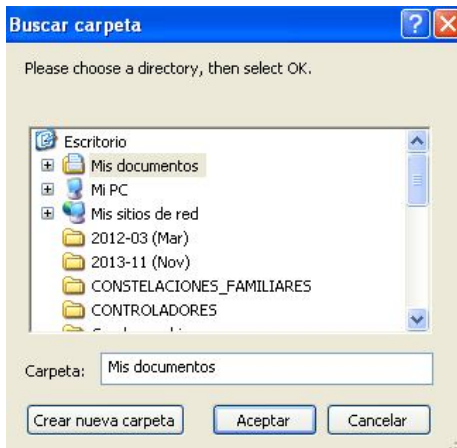 Buscar carpeta
Please choose a directory, then select OK.
Escritorio
Mis documentos
Mi PC
Mis sitios de red
2012-03 (Mar)
2013-11 (Nov)
CONSTELACIONES_FAMILIARES
CONTROLADORES
Carpeta: Mis documentos
Crear nueva carpeta Aceptar Cancelar